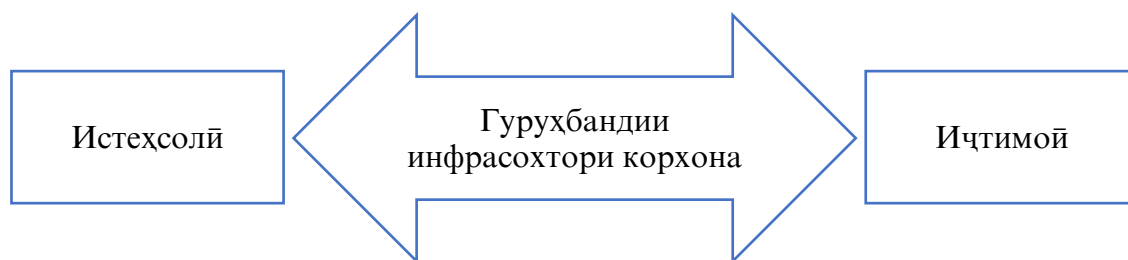 Истеҳсолӣ
Гуруҳбандии
инфрасохтори корхона
Иҷтимоӣ